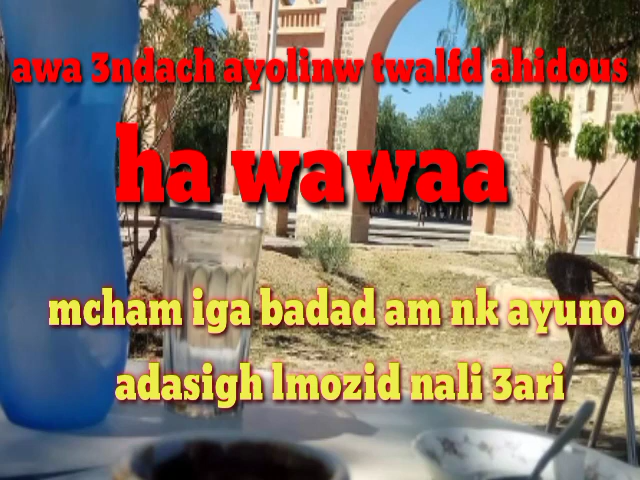 awa 3ndach ayolinw twalfd ahidous
ha wawaa
mcham iga badad am nk ayuno
adasigh lmozid nali 3ari